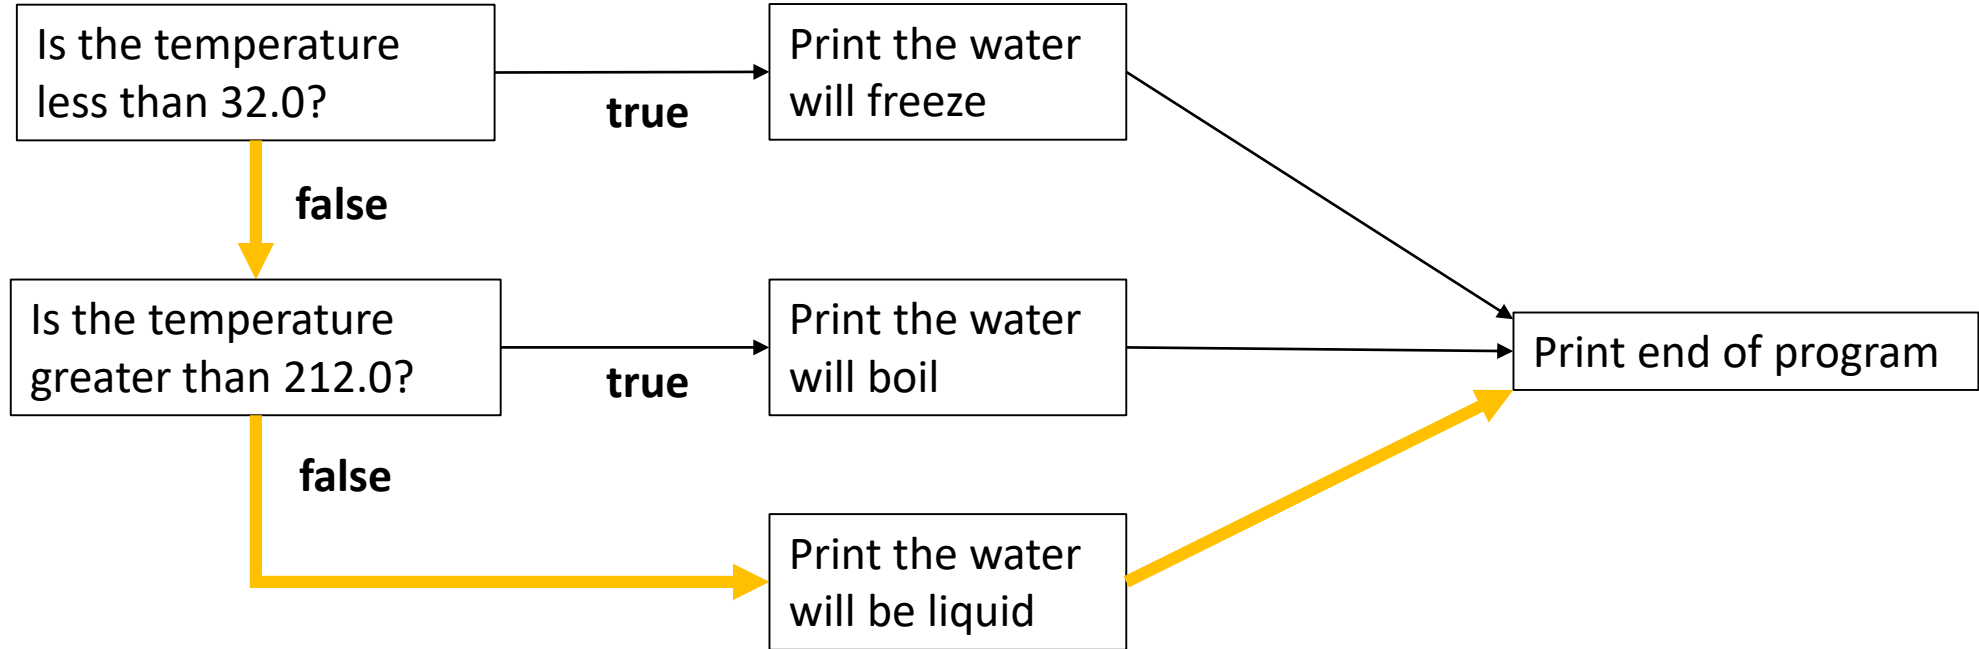 Is the temperature
less than 32.0?
true
Print the water
will freeze
false
Is the temperature
greater than 212.0?
true
Print the water
will boil
Print end of program
false
Print the water
will be liquid